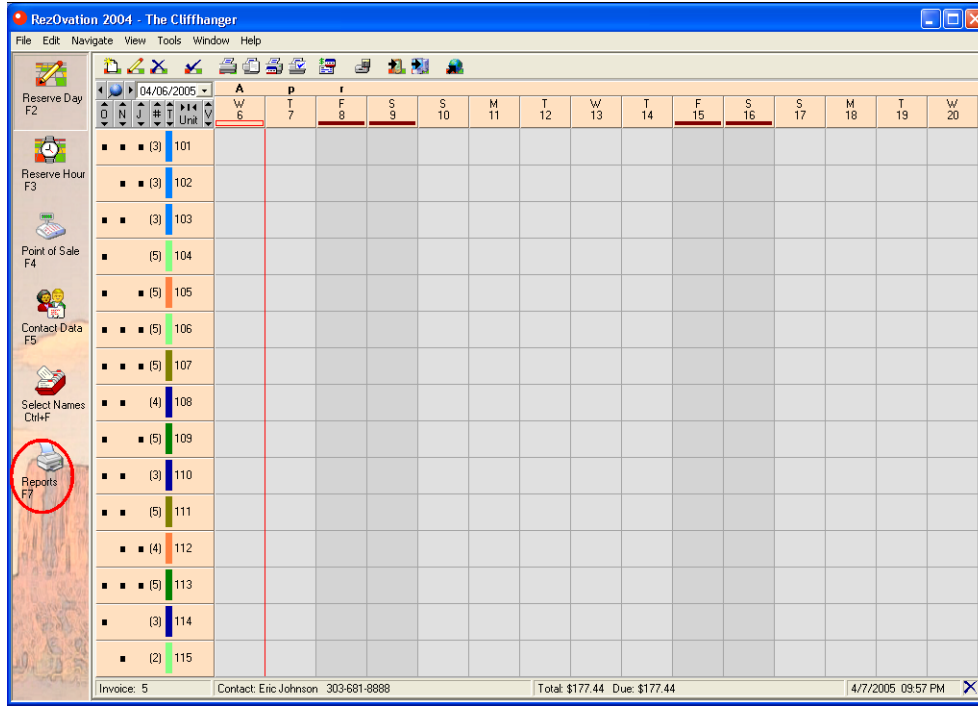 RezOvation 2004 - The Cliffhanger
File Edit Navigate View Tools Window Help
Reserve Day
F2
Reserve Hour
F3
Point of Sale
F4
Contact Data
F5
Select Names
Ctrl+F
Reports
F7
04/06/2005 A p r
O N J # T Unit V W T F S S M T W T F S S M T W
6 7 8 9 10 11 12 13 14 15 16 17 18 19 20
(3) 101
(3) 102
(3) 103
(5) 104
(5) 105
(5) 106
(5) 107
(4) 108
(5) 109
(3) 110
(5) 111
(4) 112
(5) 113
(3) 114
(2) 115
Invoice: 5 Contact: Eric Johnson 303-681-8888 Total: $177.44 Due: $177.44 4/7/2005 09:57 PM